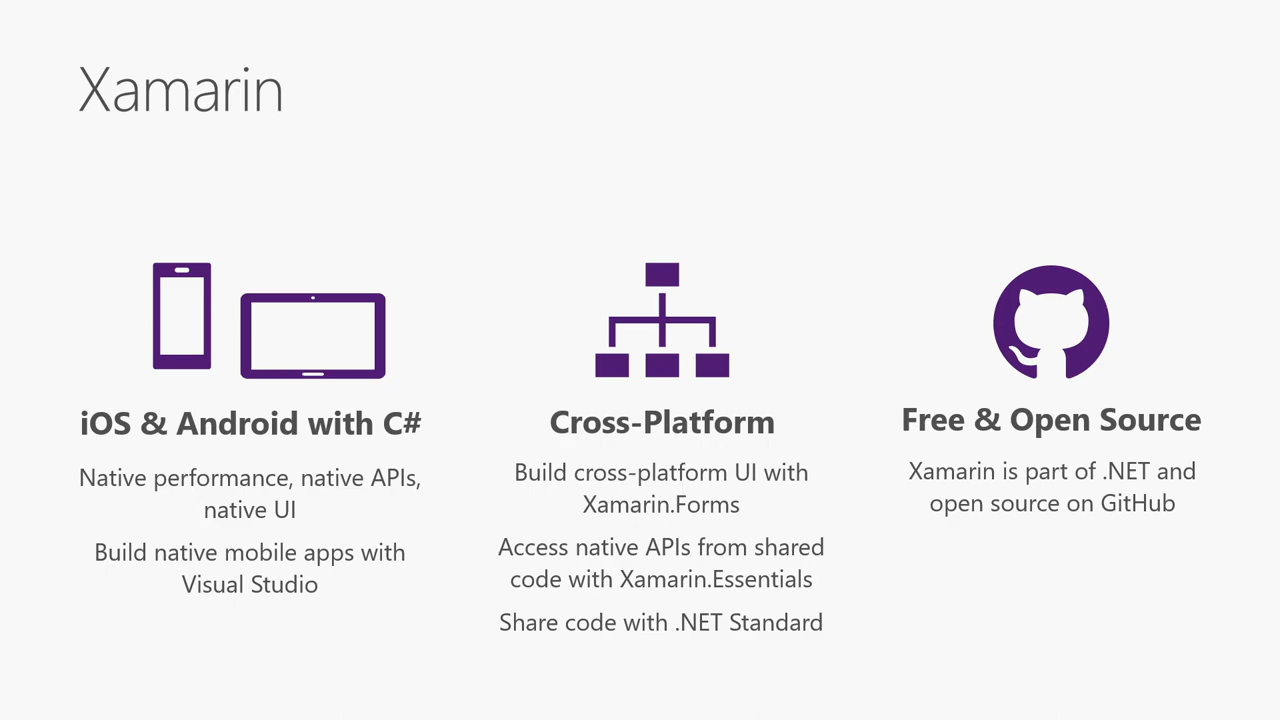 Xamarin
iOS & Android with C#
Native performance, native APIs,
native UI
Build native mobile apps with
Visual Studio
Cross-Platform
Build cross-platform UI with
Xamarin.Forms
Access native APIs from shared
code with Xamarin.Essentials
Share code with .NET Standard
Free & Open Source
Xamarin is part of .NET and
open source on GitHub